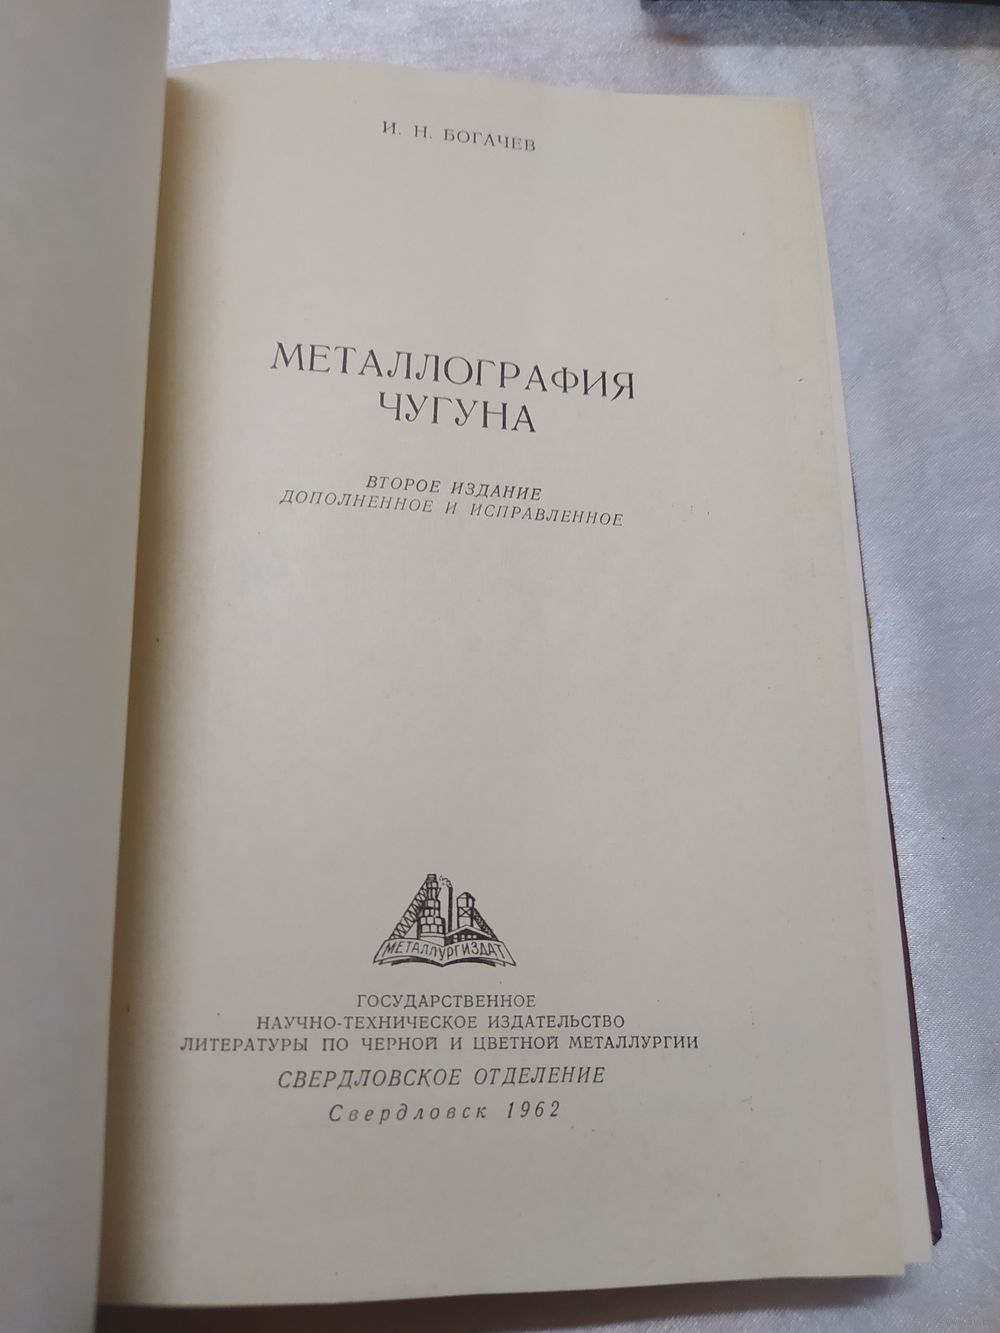 И. Н. БОГАЧЕВ
МЕТАЛЛОГРАФИЯ
ЧУГУНА
ВТОРОЕ ИЗДАНИЕ
ДОПОЛНЕННОЕ И ИСПРАВЛЕННОЕ
МЕТАЛЛУРГИЗДАТ
ГОСУДАРСТВЕННОЕ
НАУЧНО-ТЕХНИЧЕСКОЕ ИЗДАТЕЛЬСТВО
ЛИТЕРАТУРЫ ПО ЧЕРНОЙ И ЦВЕТНОЙ МЕТАЛЛУРГИИ
СВЕРДЛОВСКОЕ ОТДЕЛЕНИЕ
Свердловск 1962